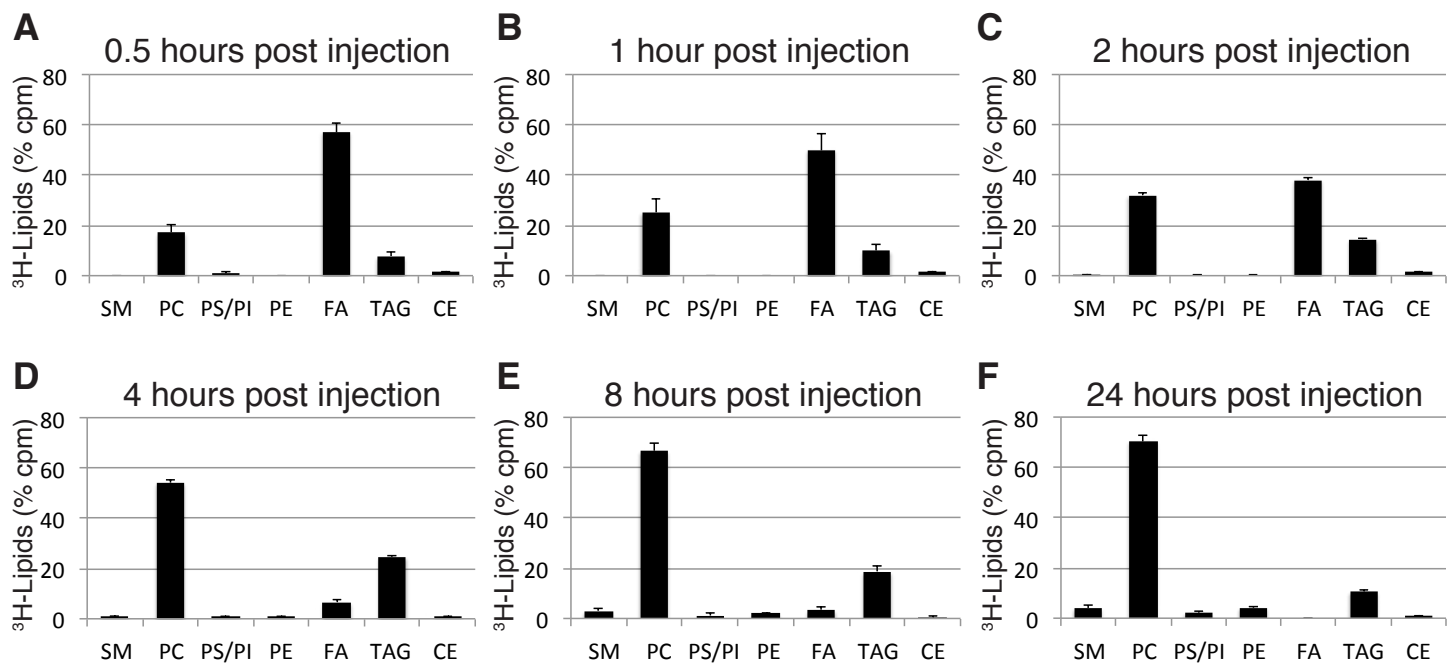 A
0.5 hours post injection
³H-Lipids (% cpm)
80
60
40
20
0
SM PC PS/PI PE FA TAG CE
B
1 hour post injection
³H-Lipids (% cpm)
80
60
40
20
0
SM PC PS/PI PE FA TAG CE
C
2 hours post injection
³H-Lipids (% cpm)
80
60
40
20
0
SM PC PS/PI PE FA TAG CE
D
4 hours post injection
³H-Lipids (% cpm)
80
60
40
20
0
SM PC PS/PI PE FA TAG CE
E
8 hours post injection
³H-Lipids (% cpm)
80
60
40
20
0
SM PC PS/PI PE FA TAG CE
F
24 hours post injection
³H-Lipids (% cpm)
80
60
40
20
0
SM PC PS/PI PE FA TAG CE